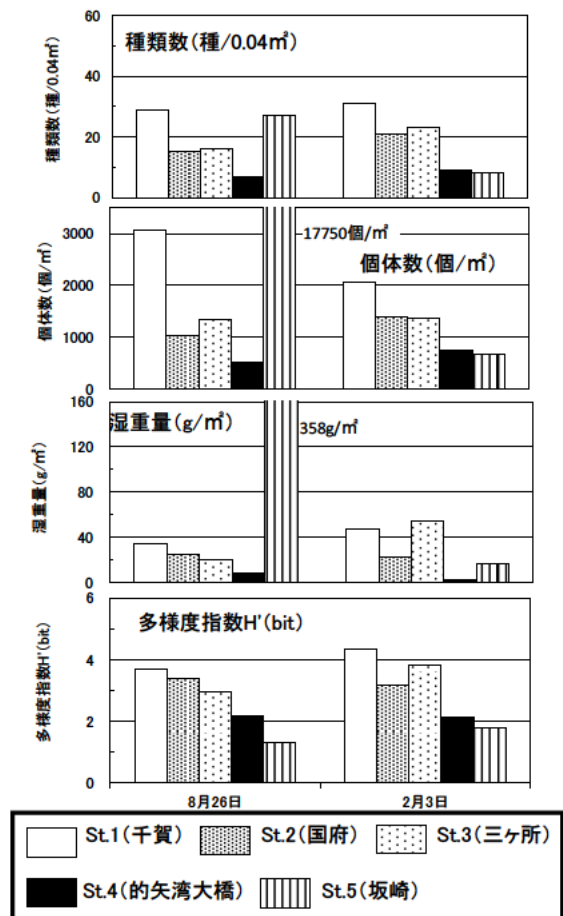 種類数(種/0.04㎡)
種類数(種/0.04㎡)
60
40
20
0
17750個/㎡
個体数(個/㎡)
個体数(個/㎡)
3000
2000
1000
0
湿重量(g/㎡)
358g/㎡
湿重量(g/㎡)
160
120
80
40
0
多様度指数H'(bit)
多様度指数H'(bit)
6
4
2
0
8月26日 2月3日
St.1(千賀) St.2(国府) St.3(三ヶ所)
St.4(的矢湾大橋) St.5(坂崎)